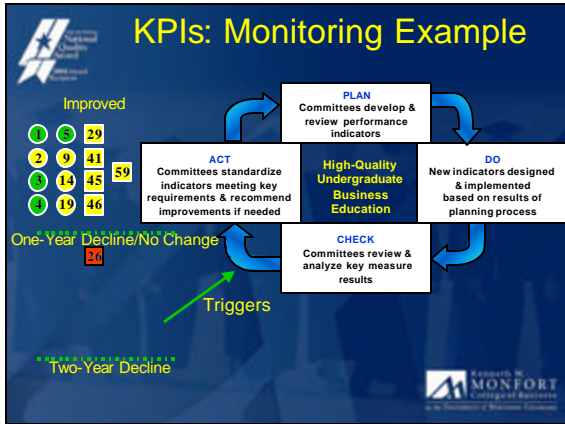 National
Quality
Award
KPIs: Monitoring Example
Improved
1 5 29
2 9 41
3 14 45 59
4 19 46
One-Year Decline/No Change
26
Triggers
Two-Year Decline
PLAN
Committees develop &
review performance
indicators
ACT
Committees standardize
indicators meeting key
requirements & recommend
improvements if needed
High-Quality
Undergraduate
Business
Education
DO
New indicators designed
& implemented
based on results of
planning process
CHECK
Committees review &
analyze key measure
results
Kenneth W.
MONFORT
College of Business